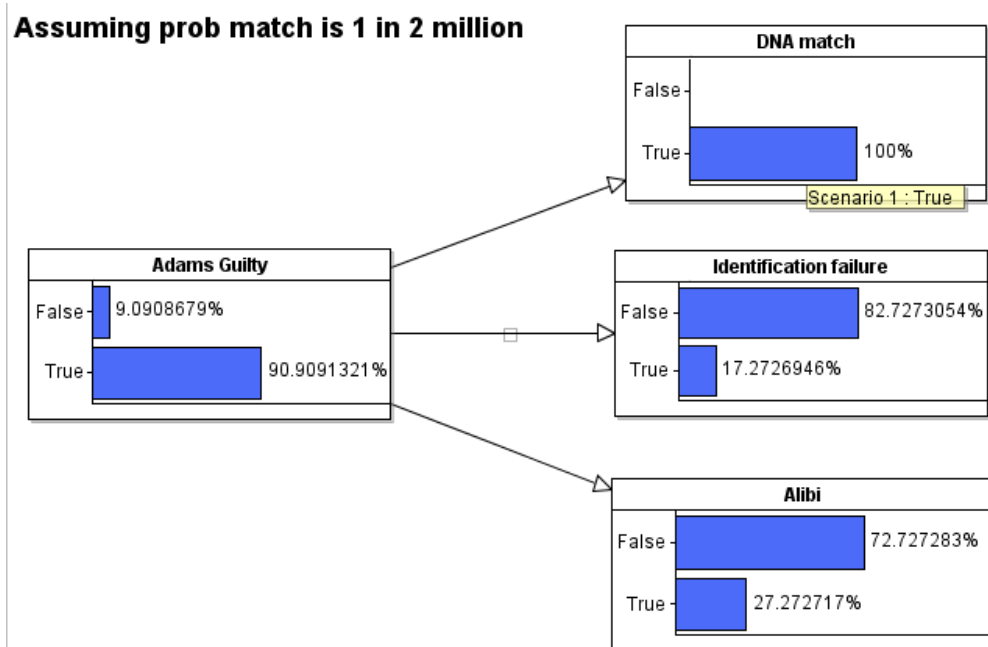 Assuming prob match is 1 in 2 million
DNA match
False
True
100%
Scenario 1 : True
Adams Guilty
False
9.0908679%
True
90.9091321%
Identification failure
False
82.7273054%
True
17.2726946%
Alibi
False
72.727283%
True
27.272717%